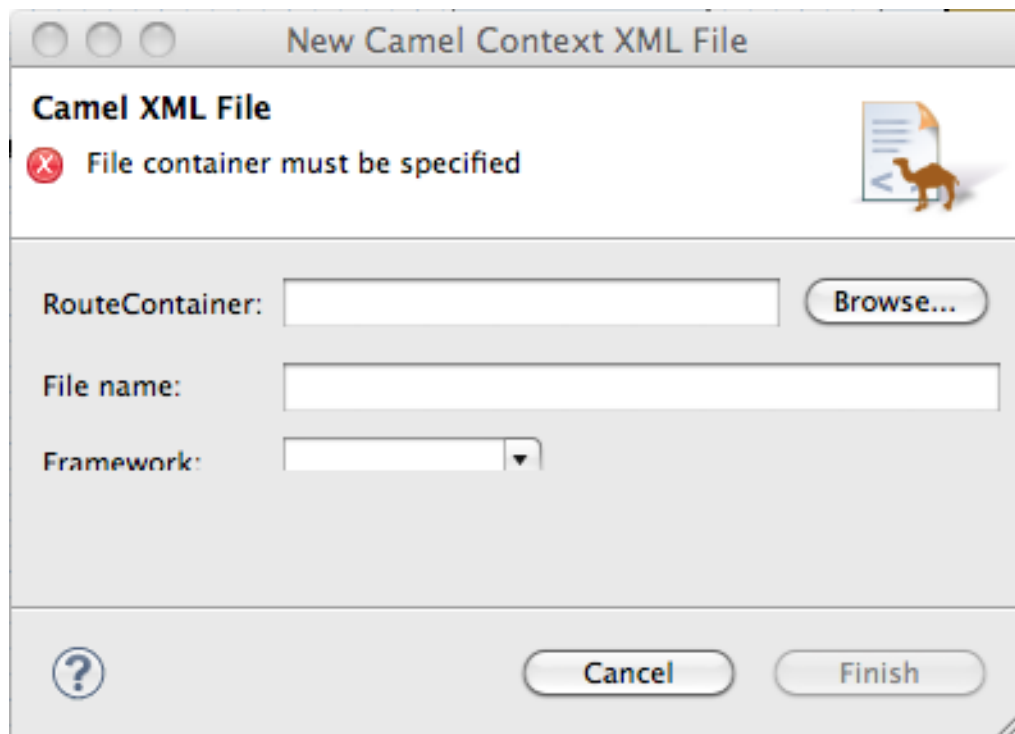 New Camel Context XML File
Camel XML File
File container must be specified
RouteContainer:
Browse...
File name:
Framework:
Cancel
Finish